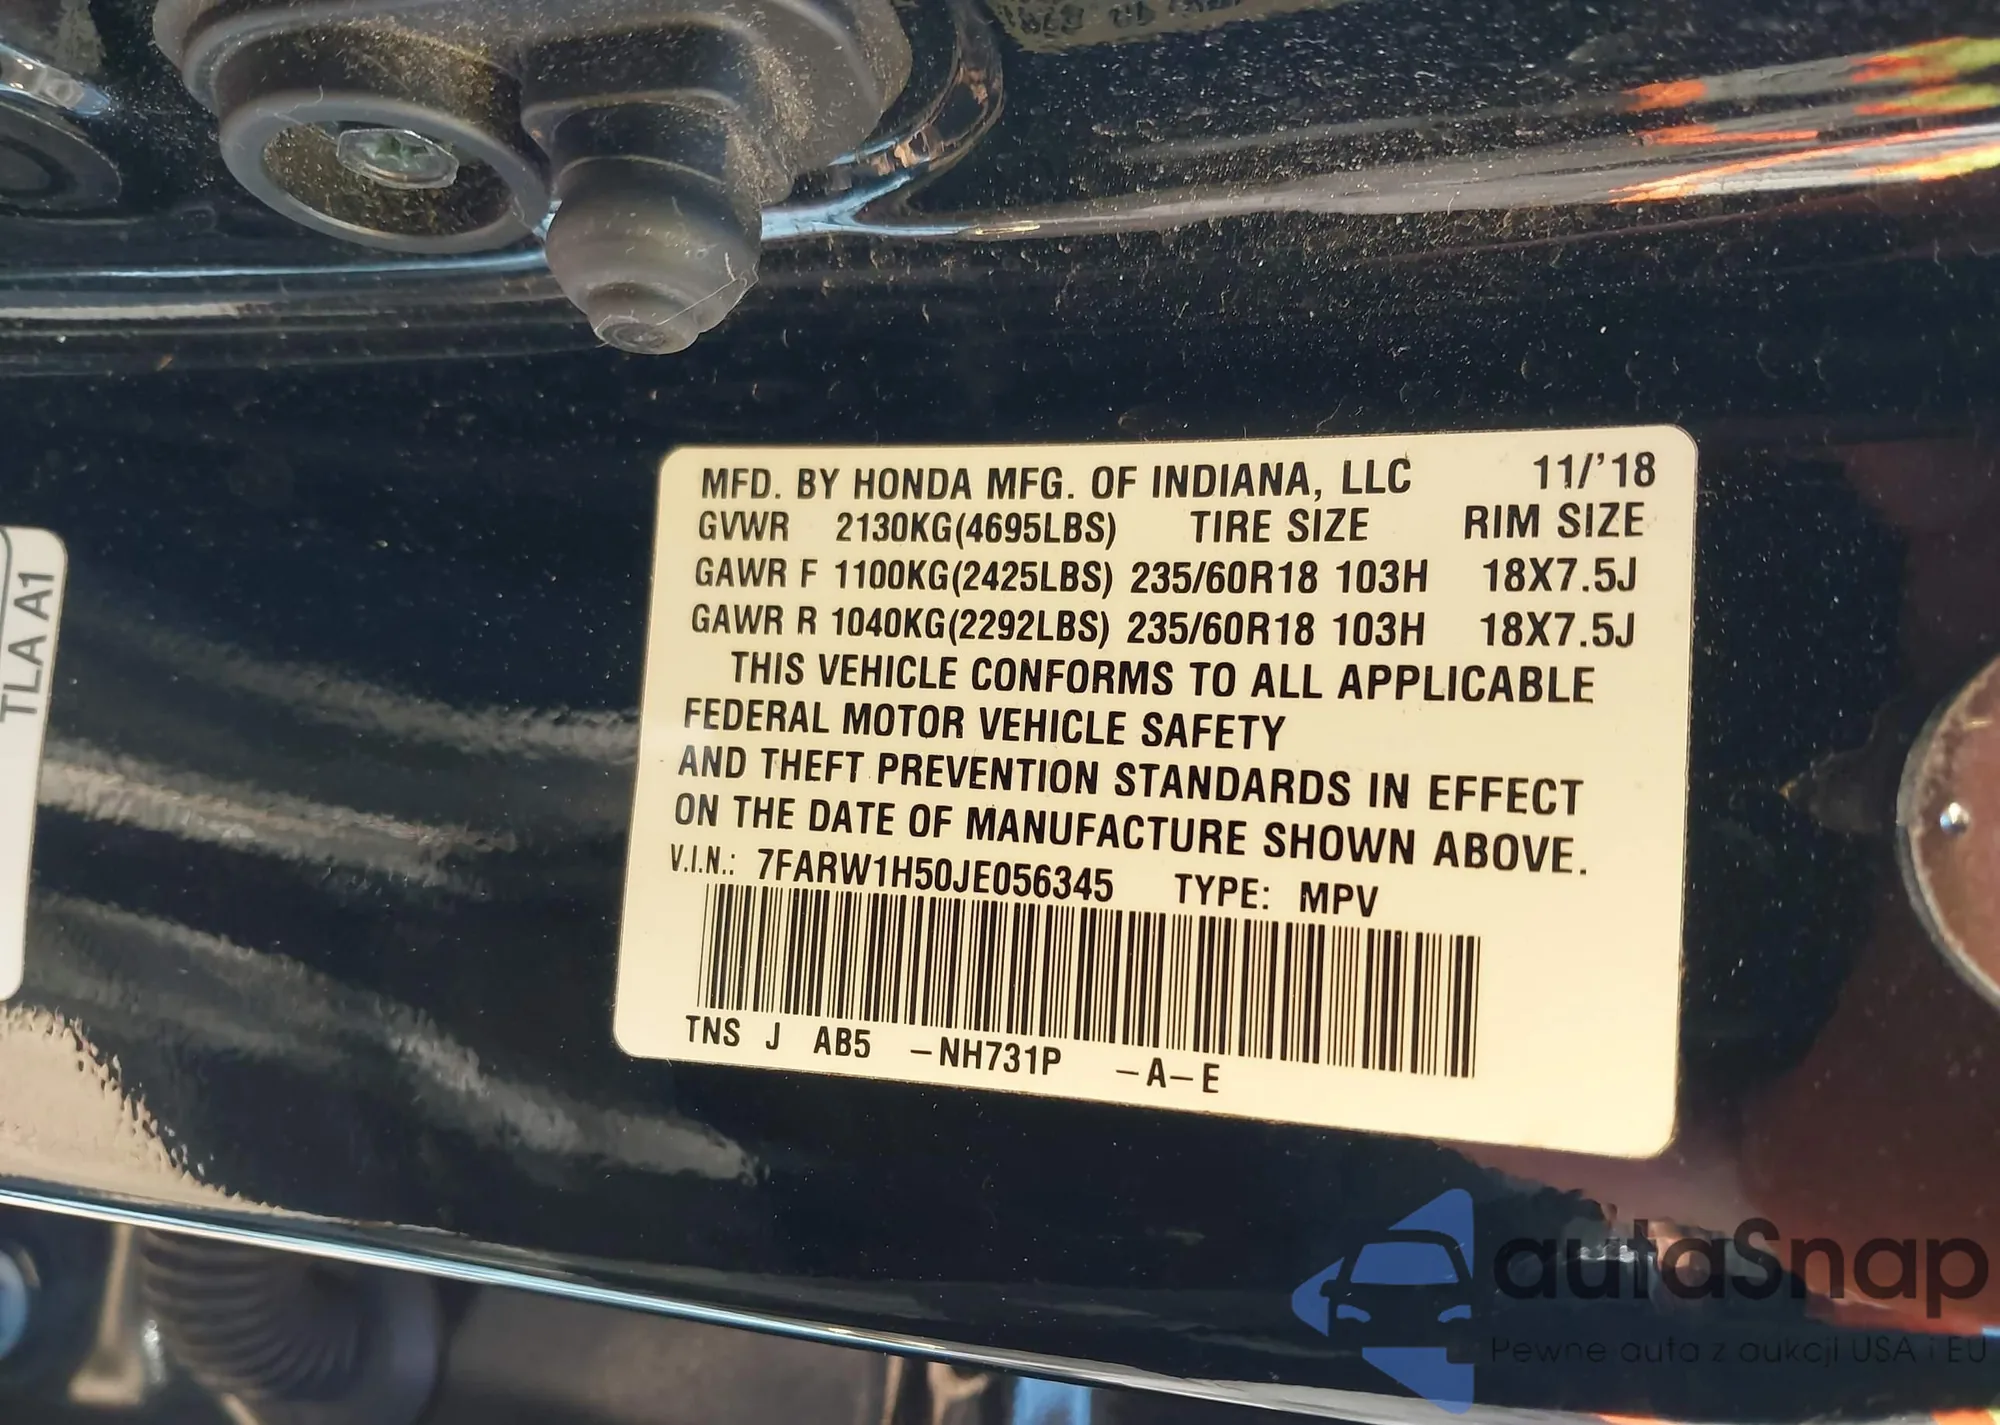 MFD. BY HONDA MFG. OF INDIANA, LLC 11/'18
GVWR 2130KG(4695LBS) TIRE SIZE RIM SIZE
GAWR F 1100KG(2425LBS) 235/60R18 103H 18X7.5J
GAWR R 1040KG(2292LBS) 235/60R18 103H 18X7.5J
THIS VEHICLE CONFORMS TO ALL APPLICABLE
FEDERAL MOTOR VEHICLE SAFETY
AND THEFT PREVENTION STANDARDS IN EFFECT
ON THE DATE OF MANUFACTURE SHOWN ABOVE.
V.I.N.: 7FARW1H50JE056345 TYPE: MPV
TNS J AB5 -NH731P -A-E
TLA A1
autaSnap
Pewne auta z aukcji USA i EU